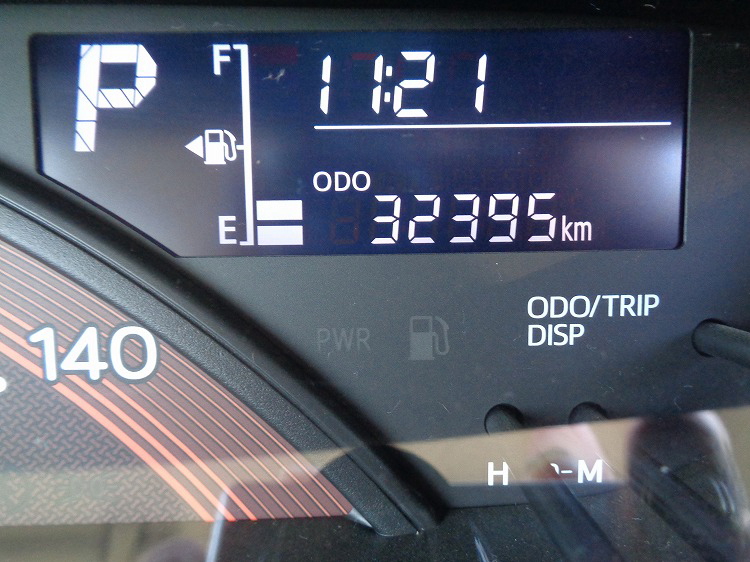 P
F
11:21
ODO
E
32395km
ODO/TRIP
DISP
PWR
140
H
-M